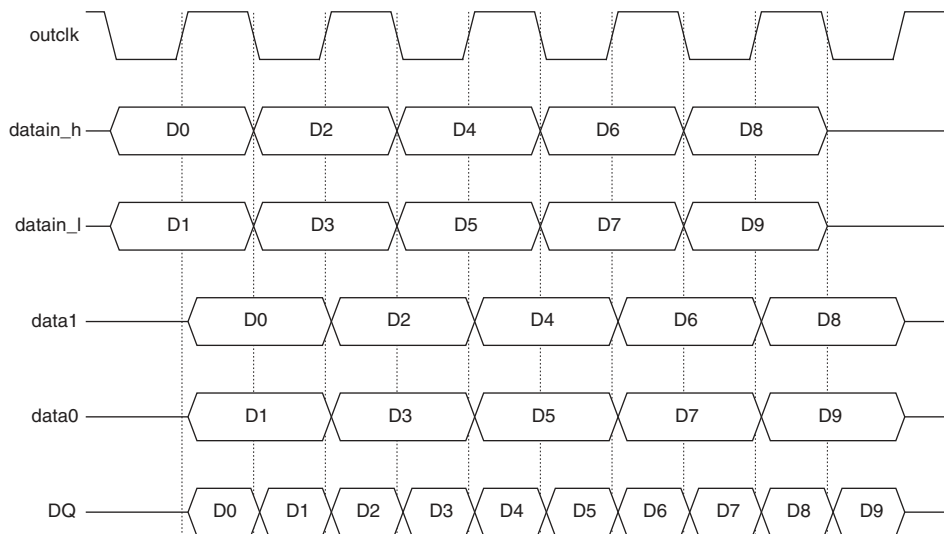 outclk
datain_h D0 D2 D4 D6 D8
datain_l D1 D3 D5 D7 D9
data1 D0 D2 D4 D6 D8
data0 D1 D3 D5 D7 D9
DQ D0 D1 D2 D3 D4 D5 D6 D7 D8 D9